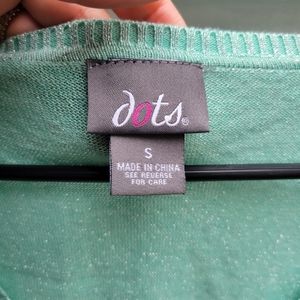 dots®
S
MADE IN CHINA
SEE REVERSE
FOR CARE